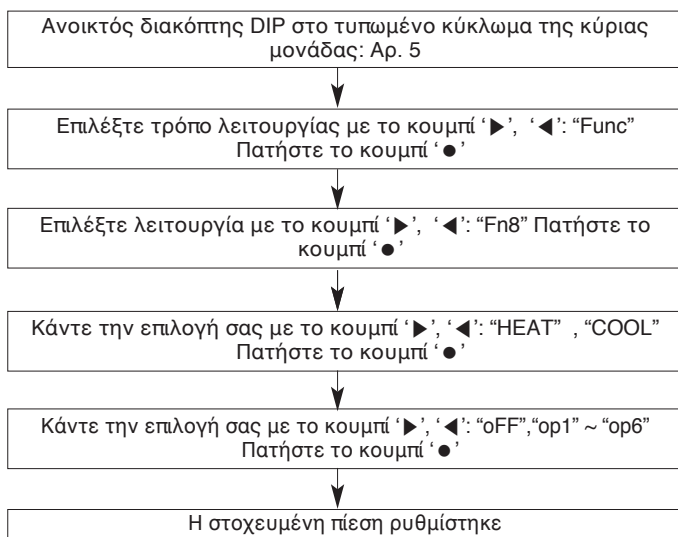 Ανοικτός διακόπτης DIP στο τυπωμένο κύκλωμα της κύριας
μονάδας: Αρ. 5
Επιλέξτε τρόπο λειτουργίας με το κουμπί ‘▶’, ‘◀’: “Func”
Πατήστε το κουμπί ‘●’
Επιλέξτε λειτουργία με το κουμπί ‘▶’, ‘◀’: “Fn8” Πατήστε το
κουμπί ‘●’
Κάντε την επιλογή σας με το κουμπί ‘▶’, ‘◀’: “HEAT” , “COOL”
Πατήστε το κουμπί ‘●’
Κάντε την επιλογή σας με το κουμπί ‘▶’, ‘◀’: “oFF”,“op1” ~ “op6”
Πατήστε το κουμπί ‘●’
Η στοχευμένη πίεση ρυθμίστηκε